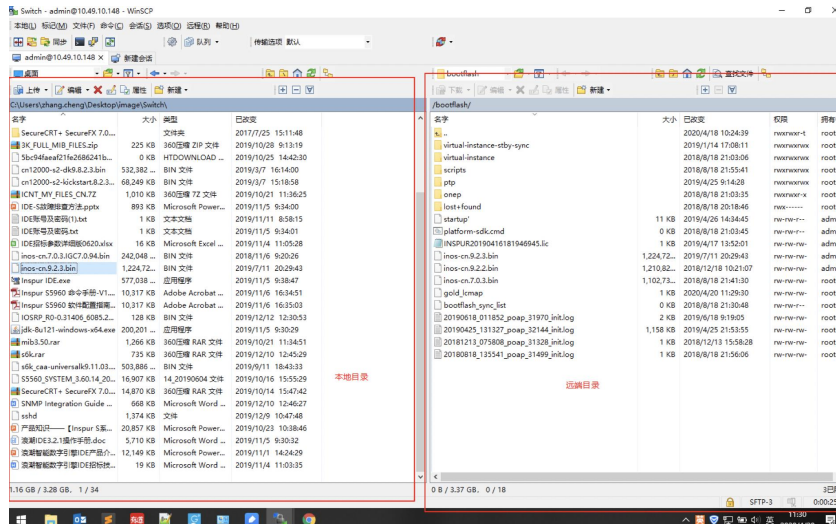 Switch - admin@10.49.10.148 - WinSCP
本地(L) 标记(M) 文件(F) 命令(C) 会话(S) 选项(O) 远程(R) 帮助(H)
同步 队列 传输选项 默认
admin@10.49.10.148 × 新建会话
桌面 bootflash 查找文件
上传 编辑 属性 新建 下载 编辑 属性 新建
C:\Users\zhang.cheng\Desktop\image\Switch\ /bootflash/
名字 大小 类型 已改变
SecureCRT+ SecureFX 7.0.... 文件夹 2017/7/25 15:11:48
3K_FULL_MIB_FILES.zip 225 KB 360压缩 ZIP 文件 2019/10/28 9:13:19
5bc94faeaf21fe2686241b... 0 KB HTDOWNLOAD ... 2019/10/25 14:42:30
cn12000-s2-dk9.8.2.3.bin 532,382 ... BIN 文件 2019/3/7 16:14:00
cn12000-s2-kickstart.8.2.3... 68,249 KB BIN 文件 2019/3/7 15:18:58
ICNT_MY_FILES_CN.7Z 1,010 KB 360压缩 7Z 文件 2019/10/21 11:36:25
IDE-S故障排查方法.pptx 893 KB Microsoft Power... 2019/11/5 9:34:00
IDE账号及密码(1).txt 1 KB 文本文档 2019/11/11 8:58:15
IDE账号及密码.txt 1 KB 文本文档 2019/11/5 9:34:01
IDE招标参数详细版0620.xlsx 16 KB Microsoft Excel ... 2019/11/4 11:05:28
inos-cn.7.0.3.IGC7.0.94.bin 242,048 ... BIN 文件 2018/11/6 9:20:26
inos-cn.9.2.3.bin 1,224,72... BIN 文件 2019/7/11 20:29:43
Inspur IDE.exe 577,038 ... 应用程序 2019/11/5 9:38:47
Inspur S5960 命令手册-V1... 10,317 KB Adobe Acrobat ... 2019/11/6 16:34:51
Inspur S5960 软件配置指南... 10,317 KB Adobe Acrobat ... 2019/11/6 16:35:03
IOSRP_R0-0.31406_6085.2... 128 KB BIN 文件 2019/12/12 12:30:53
jdk-8u121-windows-x64.exe 200,201 ... 应用程序 2019/11/5 9:30:29
mib3.50.rar 1,266 KB 360压缩 RAR 文件 2019/10/21 11:34:51
s6k.rar 735 KB 360压缩 RAR 文件 2019/12/10 12:45:29
s6k_caa-universalk9.11.03... 503,886 ... BIN 文件 2019/9/11 18:43:33
S5560_SYSTEM_3.60.14_20... 16,907 KB 14_20190604 文件 2019/10/16 15:55:29
SecureCRT+ SecureFX 7.0... 14,870 KB 360压缩 RAR 文件 2019/10/14 15:47:42
SNMP Integration Guide ... 668 KB Microsoft Word ... 2019/12/10 12:46:27
sshd 1,374 KB 文件 2019/12/9 10:47:48
产品知识——【Inspur S系... 20,857 KB Microsoft Power... 2019/10/23 10:38:46
浪潮IDE3.2.1操作手册.doc 5,710 KB Microsoft Word ... 2019/11/5 9:30:32
浪潮智能数字引擎IDE产品介... 12,149 KB Microsoft Power... 2019/11/1 14:24:29
浪潮智能数字引擎IDE招标技... 19 KB Microsoft Word ... 2019/11/4 11:03:35
本地目录
1.16 GB / 3.28 GB, 1 / 34
名字 大小 已改变 权限 拥有
.. 2020/4/18 10:24:39 rwxrwxr-t root
virtual-instance-stby-sync 2019/1/14 17:08:11 rwxrwxrwx root
virtual-instance 2018/8/18 21:03:06 rwxrwxrwx root
scripts 2018/8/18 21:55:41 rwxrwxrwx root
ptp 2019/4/25 9:14:28 rwxrwxrwx root
onep 2018/8/18 21:03:35 rwxrwxr-x root
lost+found 2018/8/18 20:18:46 rwx------ root
startup' 11 KB 2019/4/26 14:34:45 rw-rw-r-- adm
platform-sdk.cmd 0 KB 2018/8/18 21:03:45 rw-rw-r-- adm
INSPUR20190416181946945.lic 1 KB 2019/4/17 13:52:01 rw-rw-rw- root
inos-cn.9.2.3.bin 1,224,72... 2019/7/11 20:29:43 rw-rw-rw- adm
inos-cn.9.2.2.bin 1,210,82... 2018/12/18 10:21:07 rw-rw-rw- adm
inos-cn.7.0.3.bin 1,102,73... 2018/8/18 21:41:30 rw-rw-rw- root
gold_lcmap 1 KB 2020/4/20 11:29:30 rw-rw-rw- root
bootflash_sync_list 0 KB 2018/8/18 21:30:48 rw-rw-r-- root
20190618_011852_poap_31970_init.log 2 KB 2019/6/18 9:19:05 rw-rw-rw- root
20190425_131327_poap_32144_init.log 1,158 KB 2019/4/25 21:53:55 rw-rw-rw- root
20181213_075808_poap_31328_init.log 1 KB 2018/12/13 15:58:28 rw-rw-rw- root
20180818_135541_poap_31499_init.log 1 KB 2018/8/18 21:56:06 rw-rw-rw- root
远端目录
0 B / 3.37 GB, 0 / 18
SFTP-3 0:00:25
英 11:30